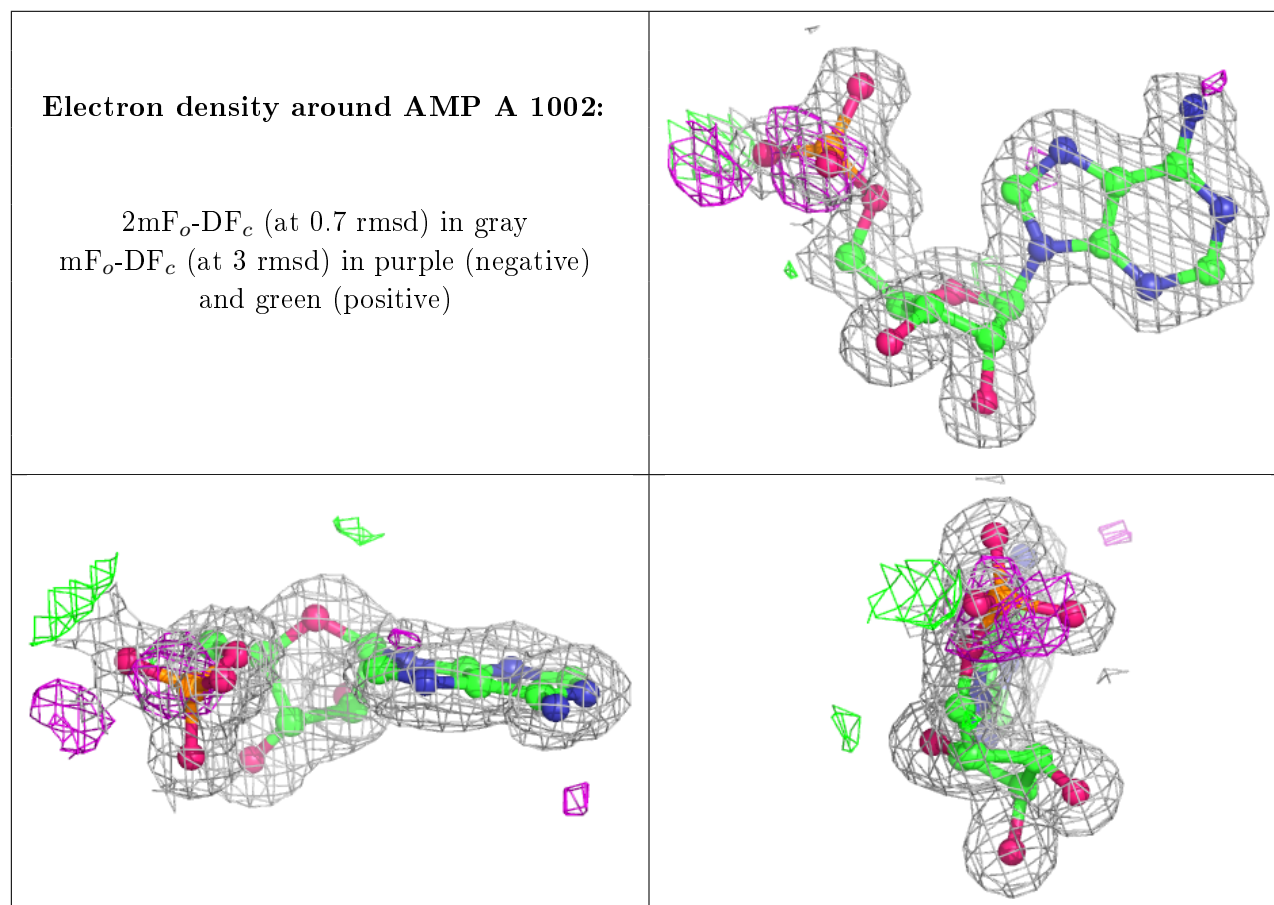 Electron density around AMP A 1002:
2mFₒ-DF𝒸 (at 0.7 rmsd) in gray
mFₒ-DF𝒸 (at 3 rmsd) in purple (negative)
and green (positive)